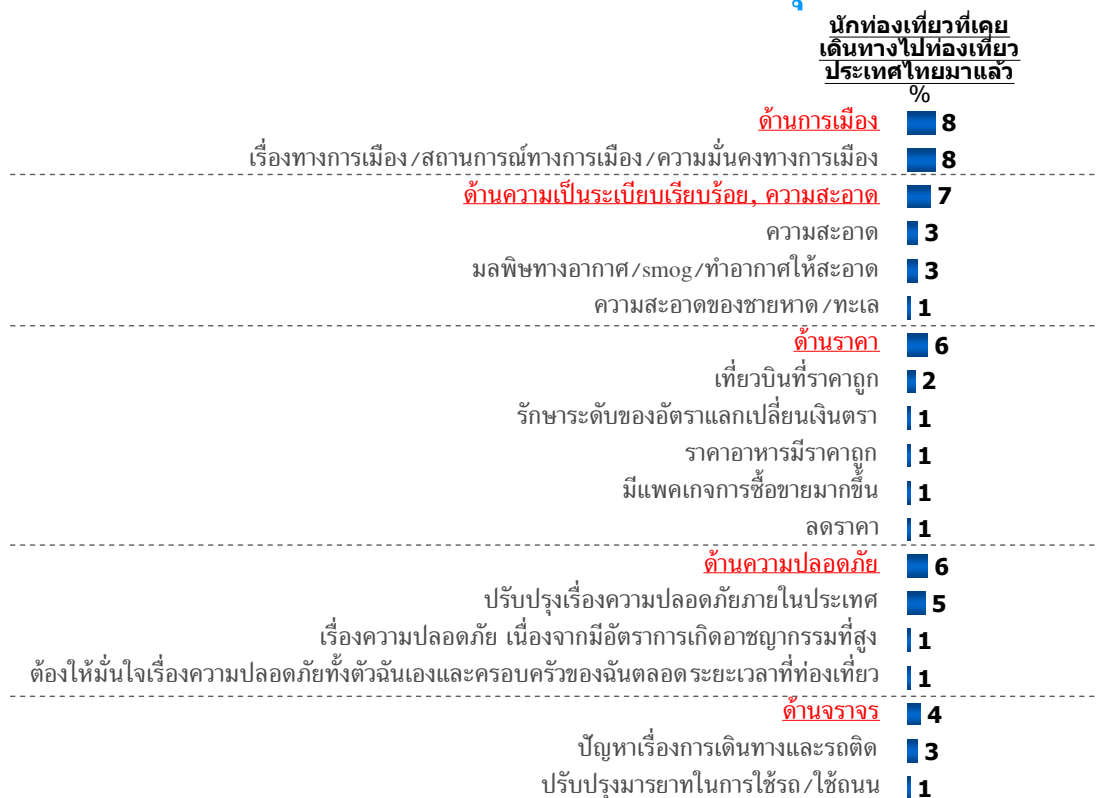 นักท่องเที่ยวที่เคย
เดินทางไปท่องเที่ยว
ประเทศไทยมาแล้ว
%
ด้านการเมือง 8
เรื่องทางการเมือง/สถานการณ์ทางการเมือง/ความมั่นคงทางการเมือง 8
ด้านความเป็นระเบียบเรียบร้อย, ความสะอาด 7
ความสะอาด 3
มลพิษทางอากาศ/smog/ทำอากาศให้สะอาด 3
ความสะอาดของชายหาด/ทะเล 1
ด้านราคา 6
เที่ยวบินที่ราคาถูก 2
รักษาระดับของอัตราแลกเปลี่ยนเงินตรา 1
ราคาอาหารมีราคาถูก 1
มีแพคเกจการซื้อขายมากขึ้น 1
ลดราคา 1
ด้านความปลอดภัย 6
ปรับปรุงเรื่องความปลอดภัยภายในประเทศ 5
เรื่องความปลอดภัย เนื่องจากมีอัตราการเกิดอาชญากรรมที่สูง 1
ต้องให้มั่นใจเรื่องความปลอดภัยทั้งตัวฉันเองและครอบครัวของฉันตลอดระยะเวลาที่ท่องเที่ยว 1
ด้านจราจร 4
ปัญหาเรื่องการเดินทางและรถติด 3
ปรับปรุงมารยาทในการใช้รถ/ใช้ถนน 1